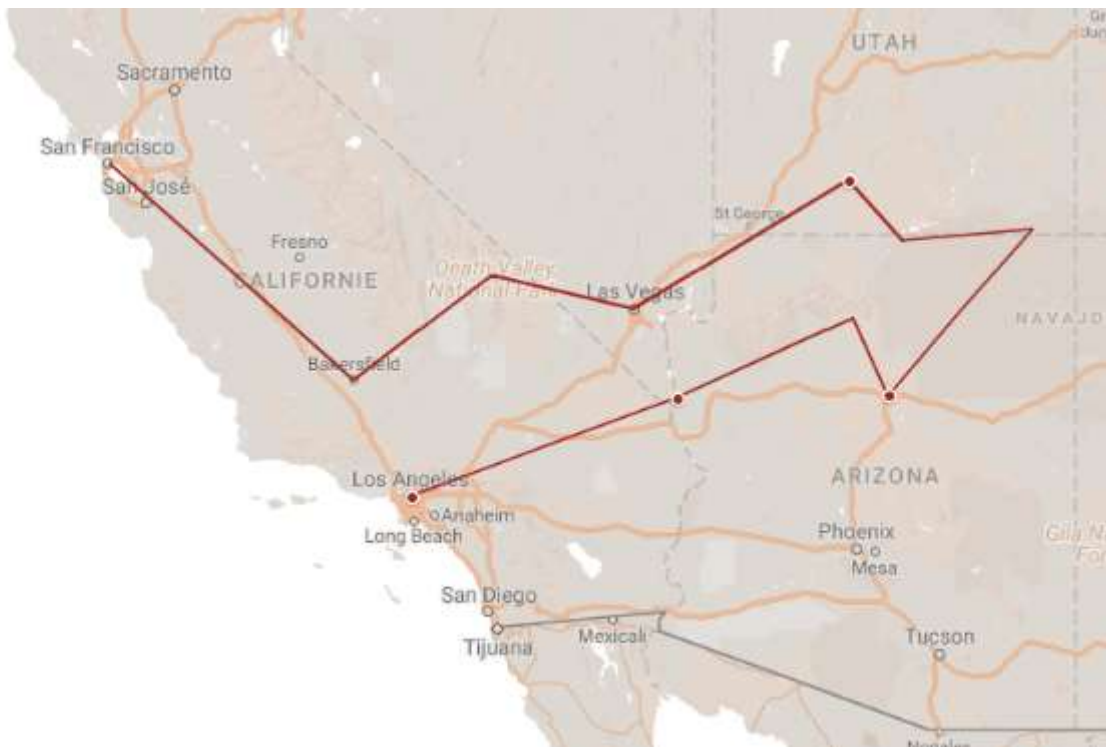 UTAH
Sacramento
San Francisco
San José
St George
Fresno
CALIFORNIE
Death Valley
National Park
Las Vegas
NAVAJO
Bakersfield
Los Angeles
Anaheim
Long Beach
ARIZONA
Phoenix
Mesa
San Diego
Tijuana
Mexicali
Tucson